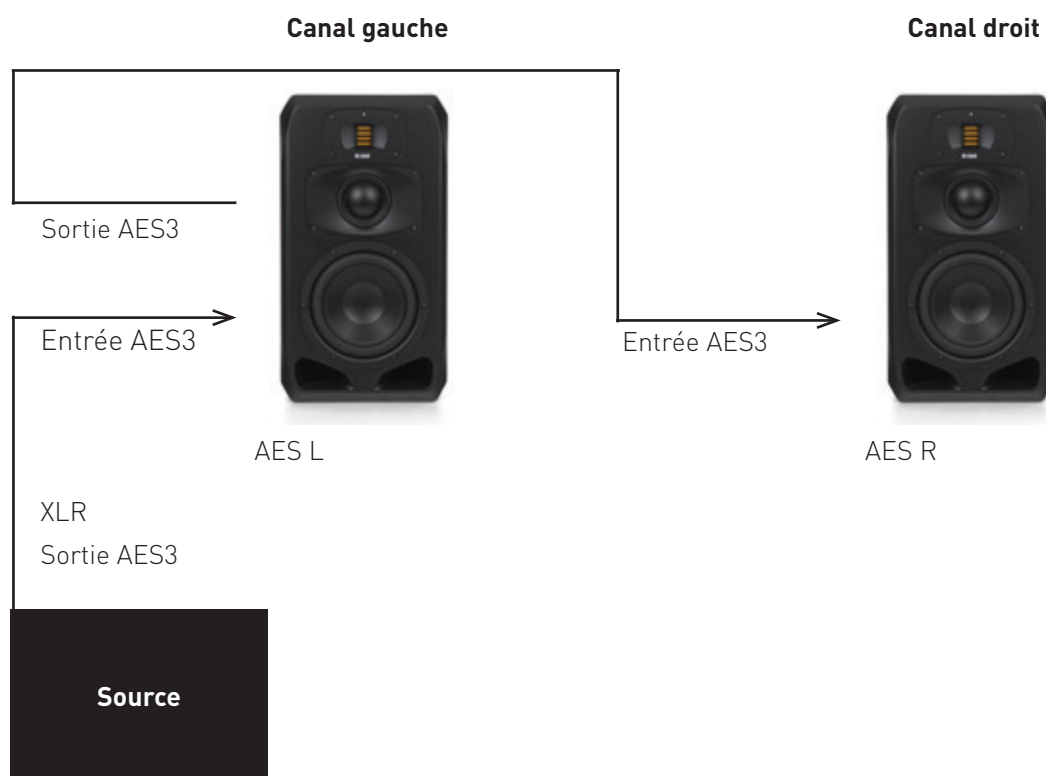 Canal gauche
Canal droit
Sortie AES3
Entrée AES3
Entrée AES3
AES L
AES R
XLR
Sortie AES3
Source